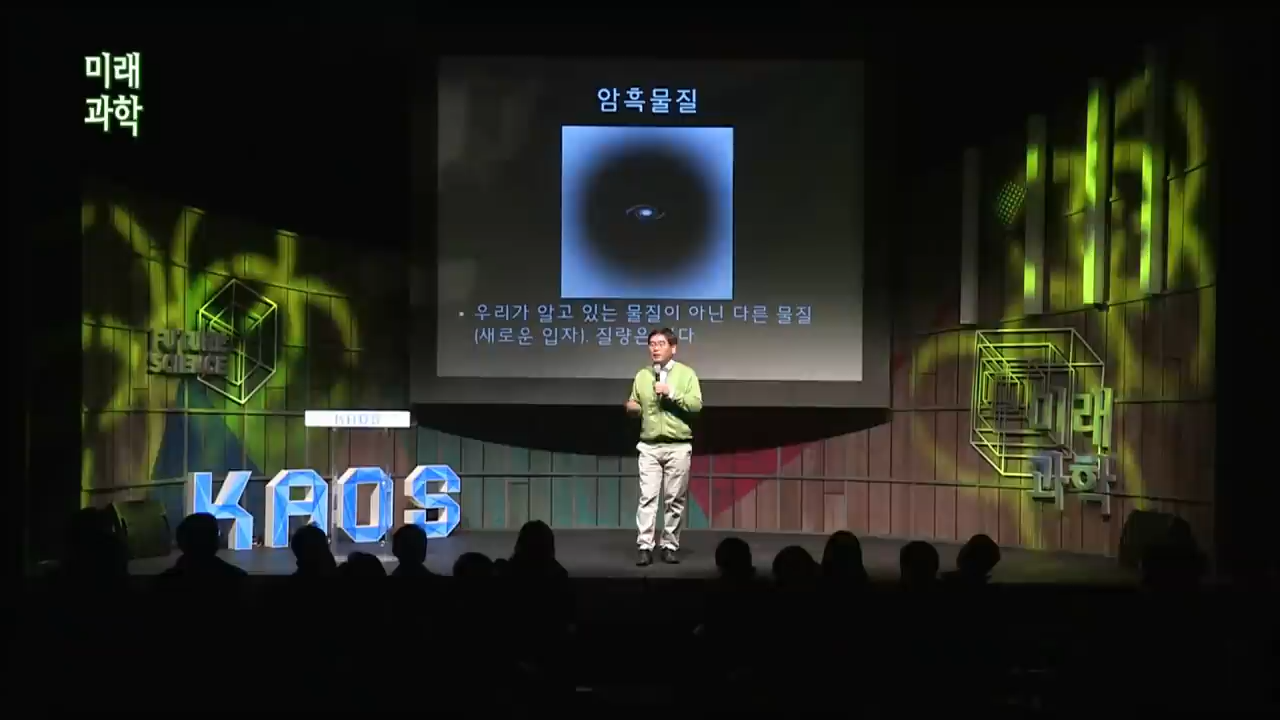 미래
과학
암흑물질
• 우리가 알고 있는 물질이 아닌 다른 물질
(새로운 입자). 질량은 다
FUTURE
SCIENCE
KAOS
KAOS
미래
과학